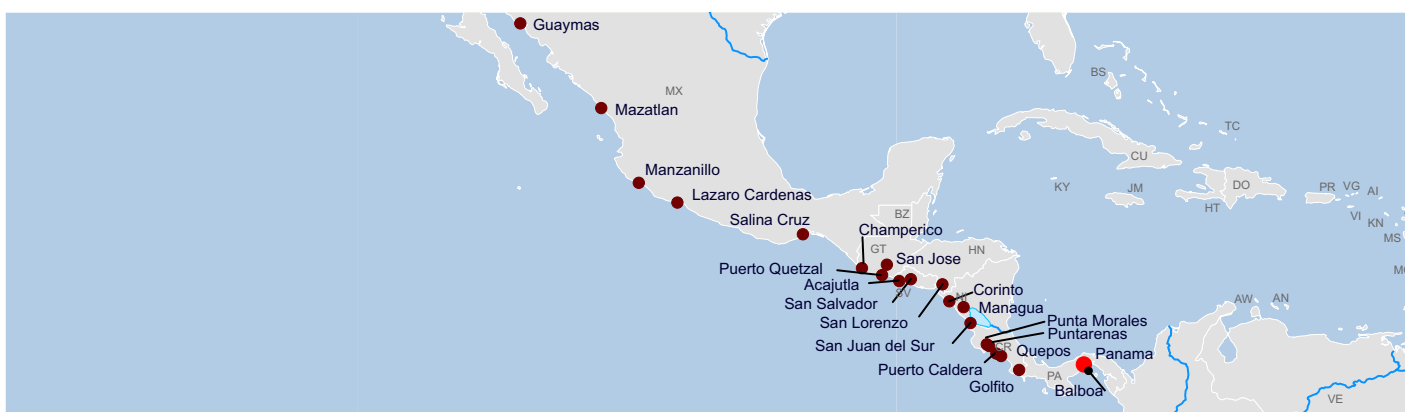 Guaymas
BS
MX
Mazatlan
TC
CU
Manzanillo
KY
JM
DO
PR
VG
AI
Lazaro Cardenas
HT
VI
KN
Salina Cruz
BZ
MS
Champerico
GT
HN
San Jose
Puerto Quetzal
Acajutla
SV
San Salvador
NI
Corinto
AW
AN
Managua
San Lorenzo
Punta Morales
Puntarenas
San Juan del Sur
CR
Quepos
Panama
Puerto Caldera
PA
Golfito
Balboa
VE